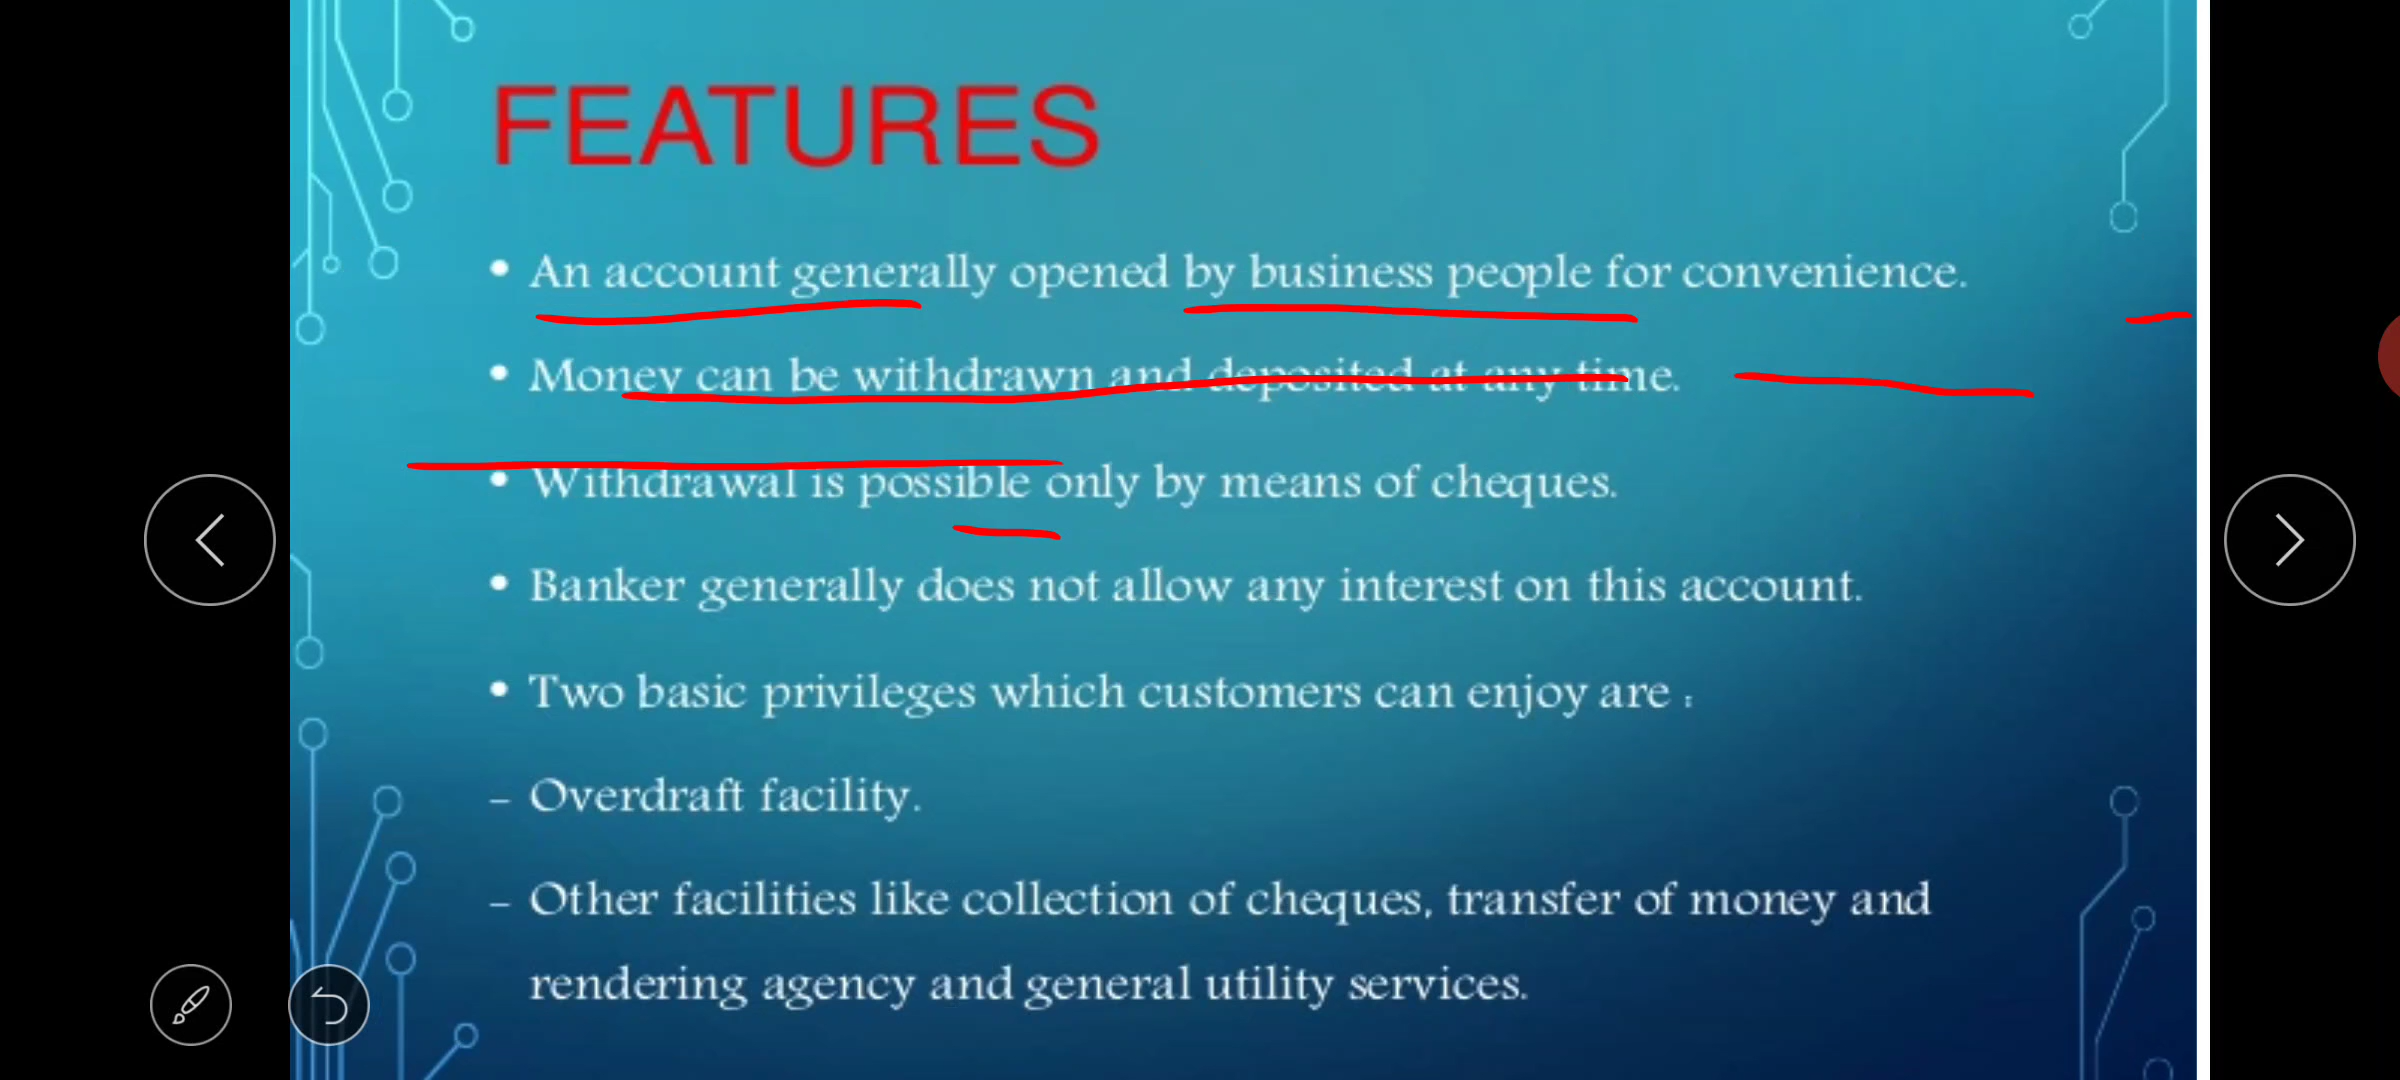 FEATURES
• An account generally opened by business people for convenience.
• Money can be withdrawn and deposited at any time.
• Withdrawal is possible only by means of cheques.
• Banker generally does not allow any interest on this account.
• Two basic privileges which customers can enjoy are :
– Overdraft facility.
– Other facilities like collection of cheques, transfer of money and
rendering agency and general utility services.